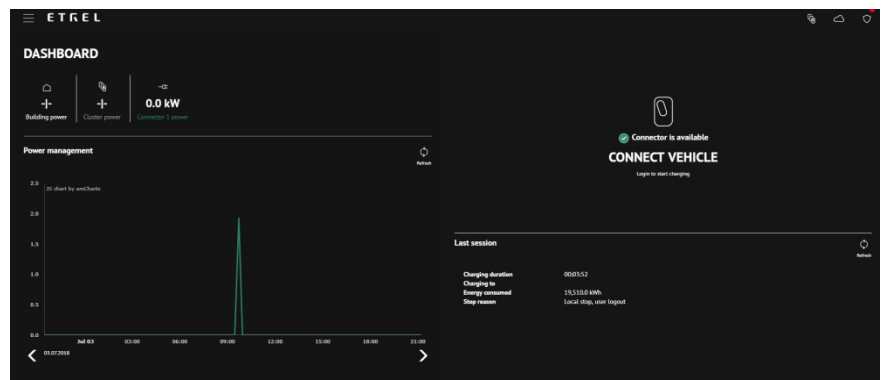 ETREL
DASHBOARD
-|-
Building power
-|-
Cluster power
0.0 kW
Connector 1 power
Power management
Refresh
JS chart by amCharts
2.5
2.0
1.5
1.0
0.5
0.0
Jul 03
03:00
06:00
09:00
12:00
15:00
18:00
21:00
03.07.2018
Connector is available
CONNECT VEHICLE
Login to start charging
Last session
Refresh
Charging duration 00:03:52
Charging to
Energy consumed 19,510.0 kWh
Stop reason Local stop, user logout